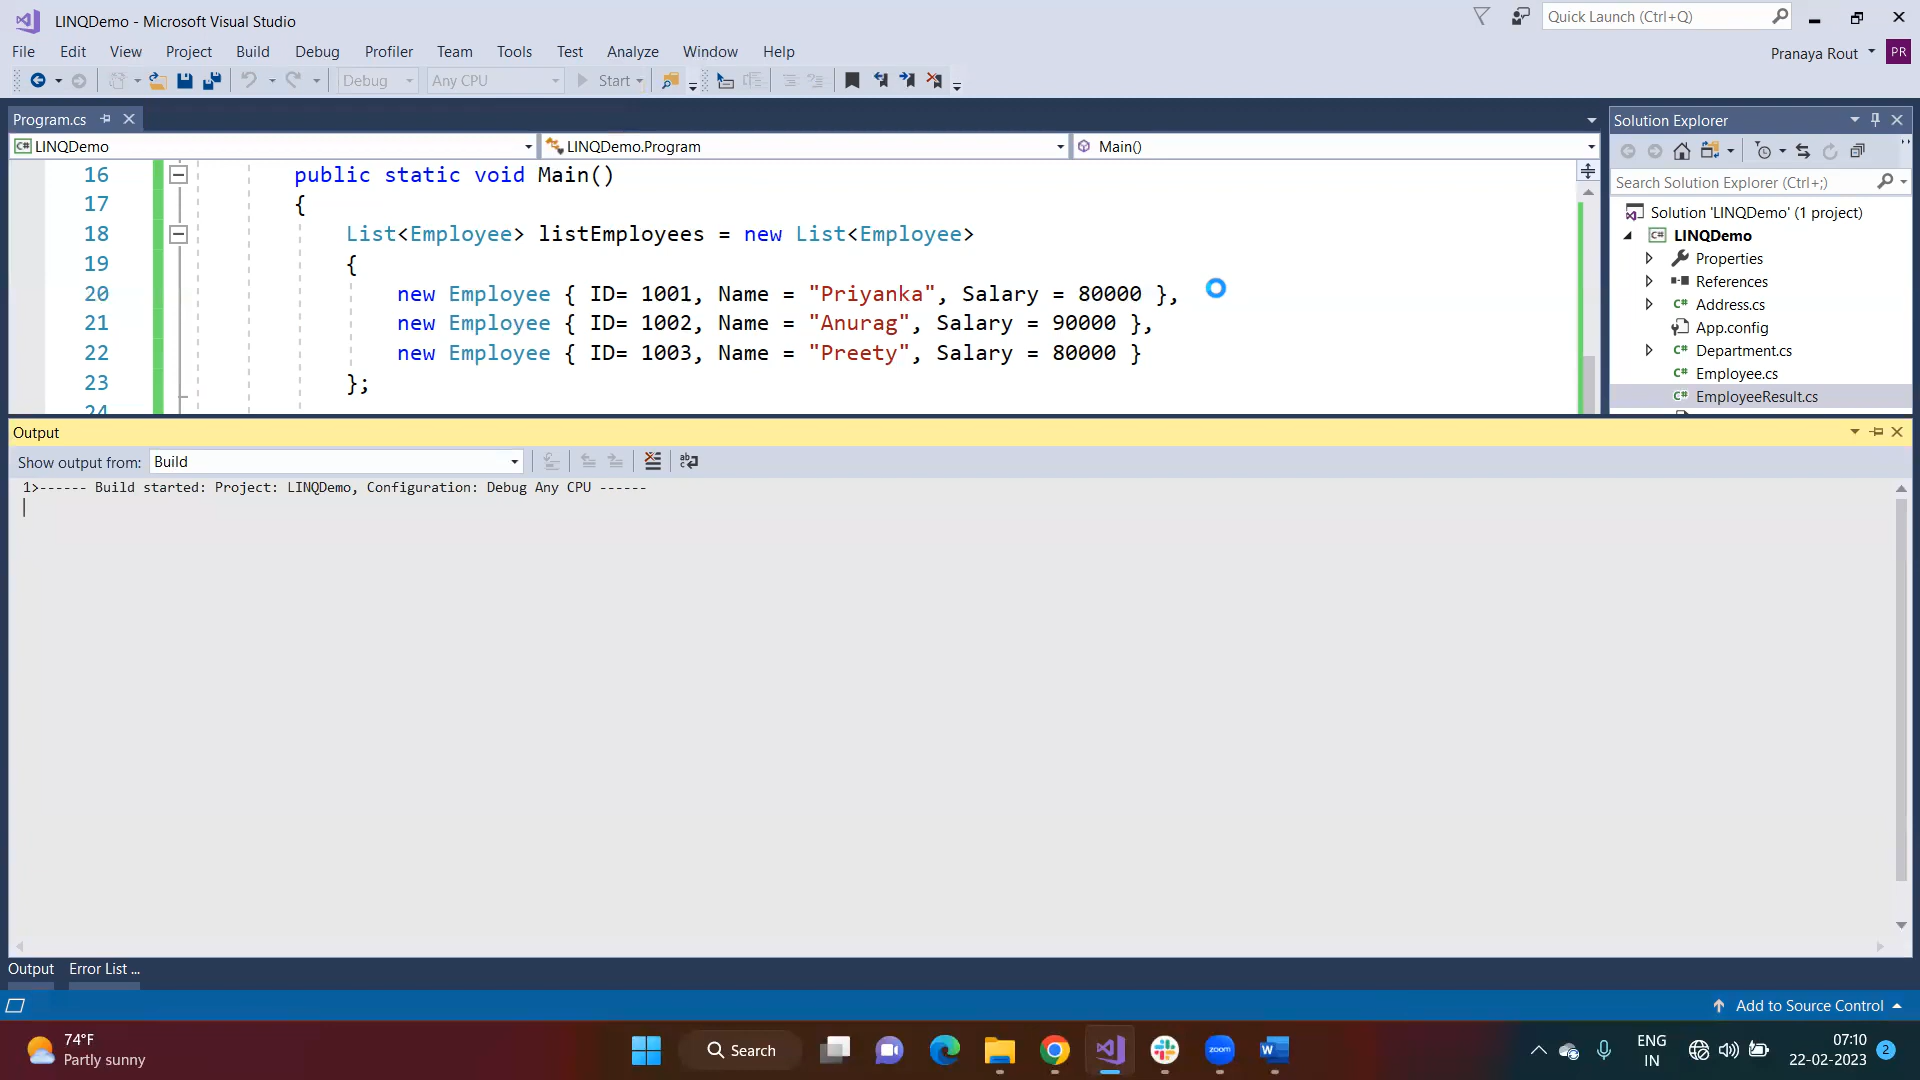 LINQDemo - Microsoft Visual Studio
Quick Launch (Ctrl+Q)
File Edit View Project Build Debug Profiler Team Tools Test Analyze Window Help
Pranaya Rout PR
Debug Any CPU Start
Program.cs
LINQDemo LINQDemo.Program Main()
16 public static void Main()
17 {
18 List<Employee> listEmployees = new List<Employee>
19 {
20 new Employee { ID= 1001, Name = "Priyanka", Salary = 80000 },
21 new Employee { ID= 1002, Name = "Anurag", Salary = 90000 },
22 new Employee { ID= 1003, Name = "Preety", Salary = 80000 }
23 };
24
Solution Explorer
Search Solution Explorer (Ctrl+;)
Solution 'LINQDemo' (1 project)
LINQDemo
Properties
References
Address.cs
App.config
Department.cs
Employee.cs
EmployeeResult.cs
Output
Show output from: Build
1>------ Build started: Project: LINQDemo, Configuration: Debug Any CPU ------
Output Error List ...
Add to Source Control
74°F
Partly sunny
Search
zoom
ENG
IN
07:10
22-02-2023
2